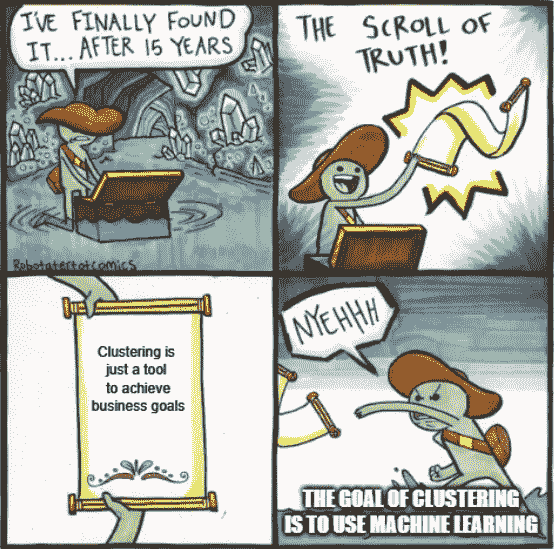 I'VE FINALLY FOUND
IT... AFTER 15 YEARS
THE SCROLL OF
TRUTH!
Robotatertotcomics
Clustering is
just a tool
to achieve
business goals
NYEHHH
THE GOAL OF CLUSTERING
IS TO USE MACHINE LEARNING